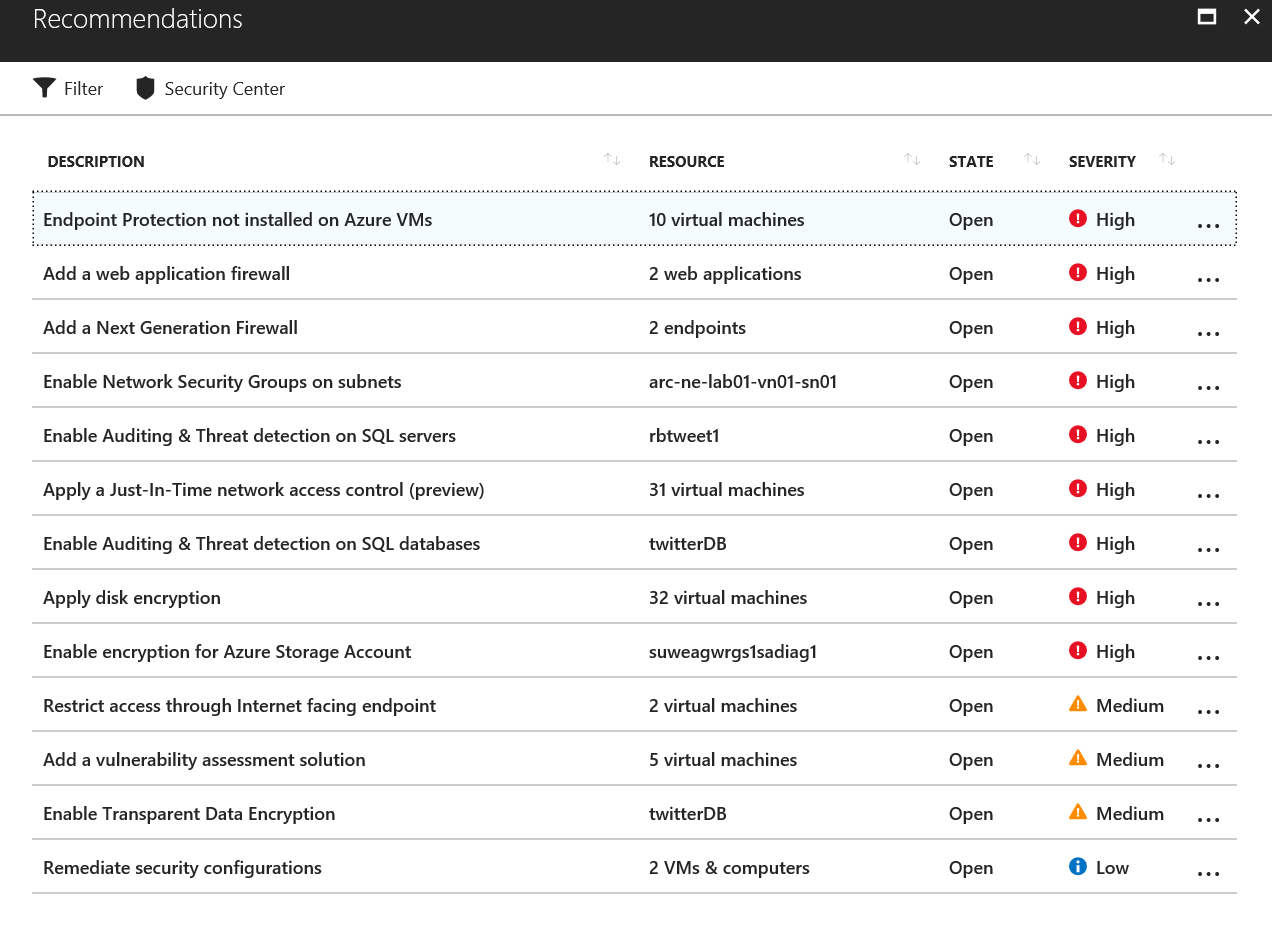 Recommendations
Filter Security Center
DESCRIPTION RESOURCE STATE SEVERITY
Endpoint Protection not installed on Azure VMs 10 virtual machines Open High ...
Add a web application firewall 2 web applications Open High ...
Add a Next Generation Firewall 2 endpoints Open High ...
Enable Network Security Groups on subnets arc-ne-lab01-vn01-sn01 Open High ...
Enable Auditing & Threat detection on SQL servers rbtweet1 Open High ...
Apply a Just-In-Time network access control (preview) 31 virtual machines Open High ...
Enable Auditing & Threat detection on SQL databases twitterDB Open High ...
Apply disk encryption 32 virtual machines Open High ...
Enable encryption for Azure Storage Account suweagwrgs1sadiag1 Open High ...
Restrict access through Internet facing endpoint 2 virtual machines Open Medium ...
Add a vulnerability assessment solution 5 virtual machines Open Medium ...
Enable Transparent Data Encryption twitterDB Open Medium ...
Remediate security configurations 2 VMs & computers Open Low ...